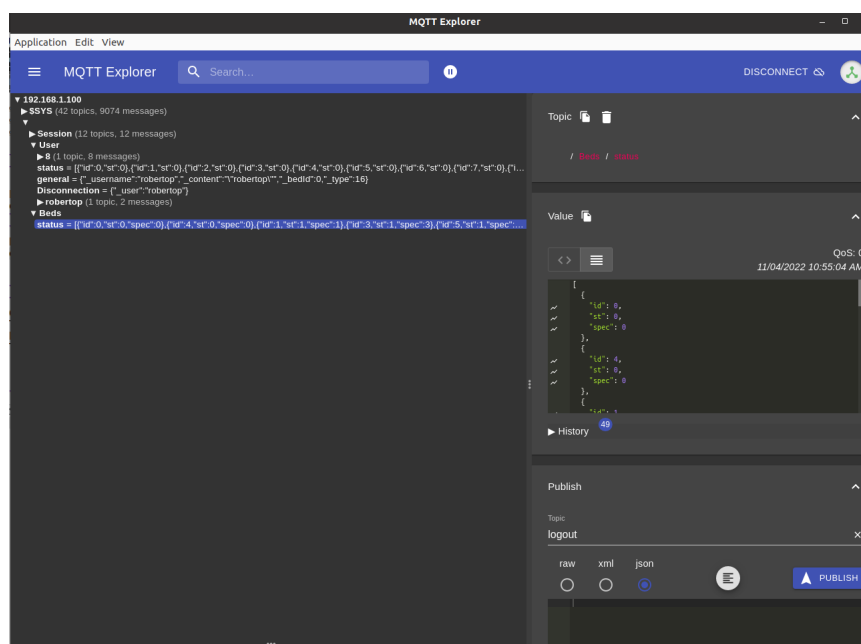 MQTT Explorer
Application Edit View
MQTT Explorer
Search...
DISCONNECT
▼ 192.168.1.100
▶ $SYS (42 topics, 9074 messages)
▼
▶ Session (12 topics, 12 messages)
▼ User
▶ 8 (1 topic, 8 messages)
status = [{"id":0,"st":0},{"id":1,"st":0},{"id":2,"st":0},{"id":3,"st":0},{"id":4,"st":0},{"id":5,"st":0},{"id":6,"st":0},{"id":7,"st":0},{"i...
general = {"_username":"robertop","_content":"\"robertop\"","_bedId":0,"_type":16}
Disconnection = {"_user":"robertop"}
▶ robertop (1 topic, 2 messages)
▼ Beds
status = [{"id":0,"st":0,"spec":0},{"id":4,"st":0,"spec":0},{"id":1,"st":1,"spec":1},{"id":3,"st":1,"spec":3},{"id":5,"st":1,"spec":...
Topic
/ Beds / status
Value
QoS: 0
11/04/2022 10:55:04 AM
[
{
"id": 0,
"st": 0,
"spec": 0
},
{
"id": 4,
"st": 0,
"spec": 0
},
{
"id": 1
▶ History 49
Publish
Topic
logout
raw xml json
PUBLISH